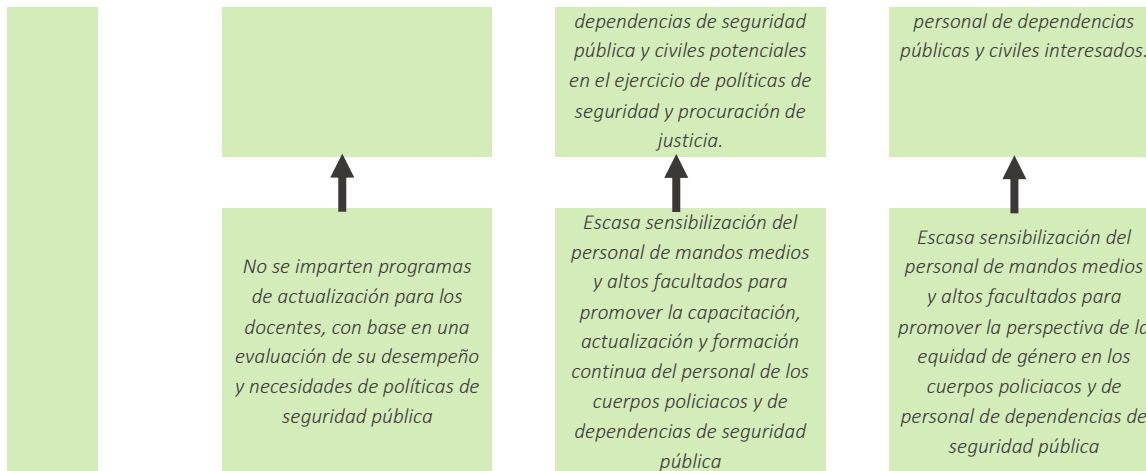 dependencias de seguridad
pública y civiles potenciales
en el ejercicio de políticas de
seguridad y procuración de
justicia.
personal de dependencias
públicas y civiles interesados.
No se imparten programas
de actualización para los
docentes, con base en una
evaluación de su desempeño
y necesidades de políticas de
seguridad pública
Escasa sensibilización del
personal de mandos medios
y altos facultados para
promover la capacitación,
actualización y formación
continua del personal de los
cuerpos policiacos y de
dependencias de seguridad
pública
Escasa sensibilización del
personal de mandos medios
y altos facultados para
promover la perspectiva de la
equidad de género en los
cuerpos policiacos y de
personal de dependencias de
seguridad pública